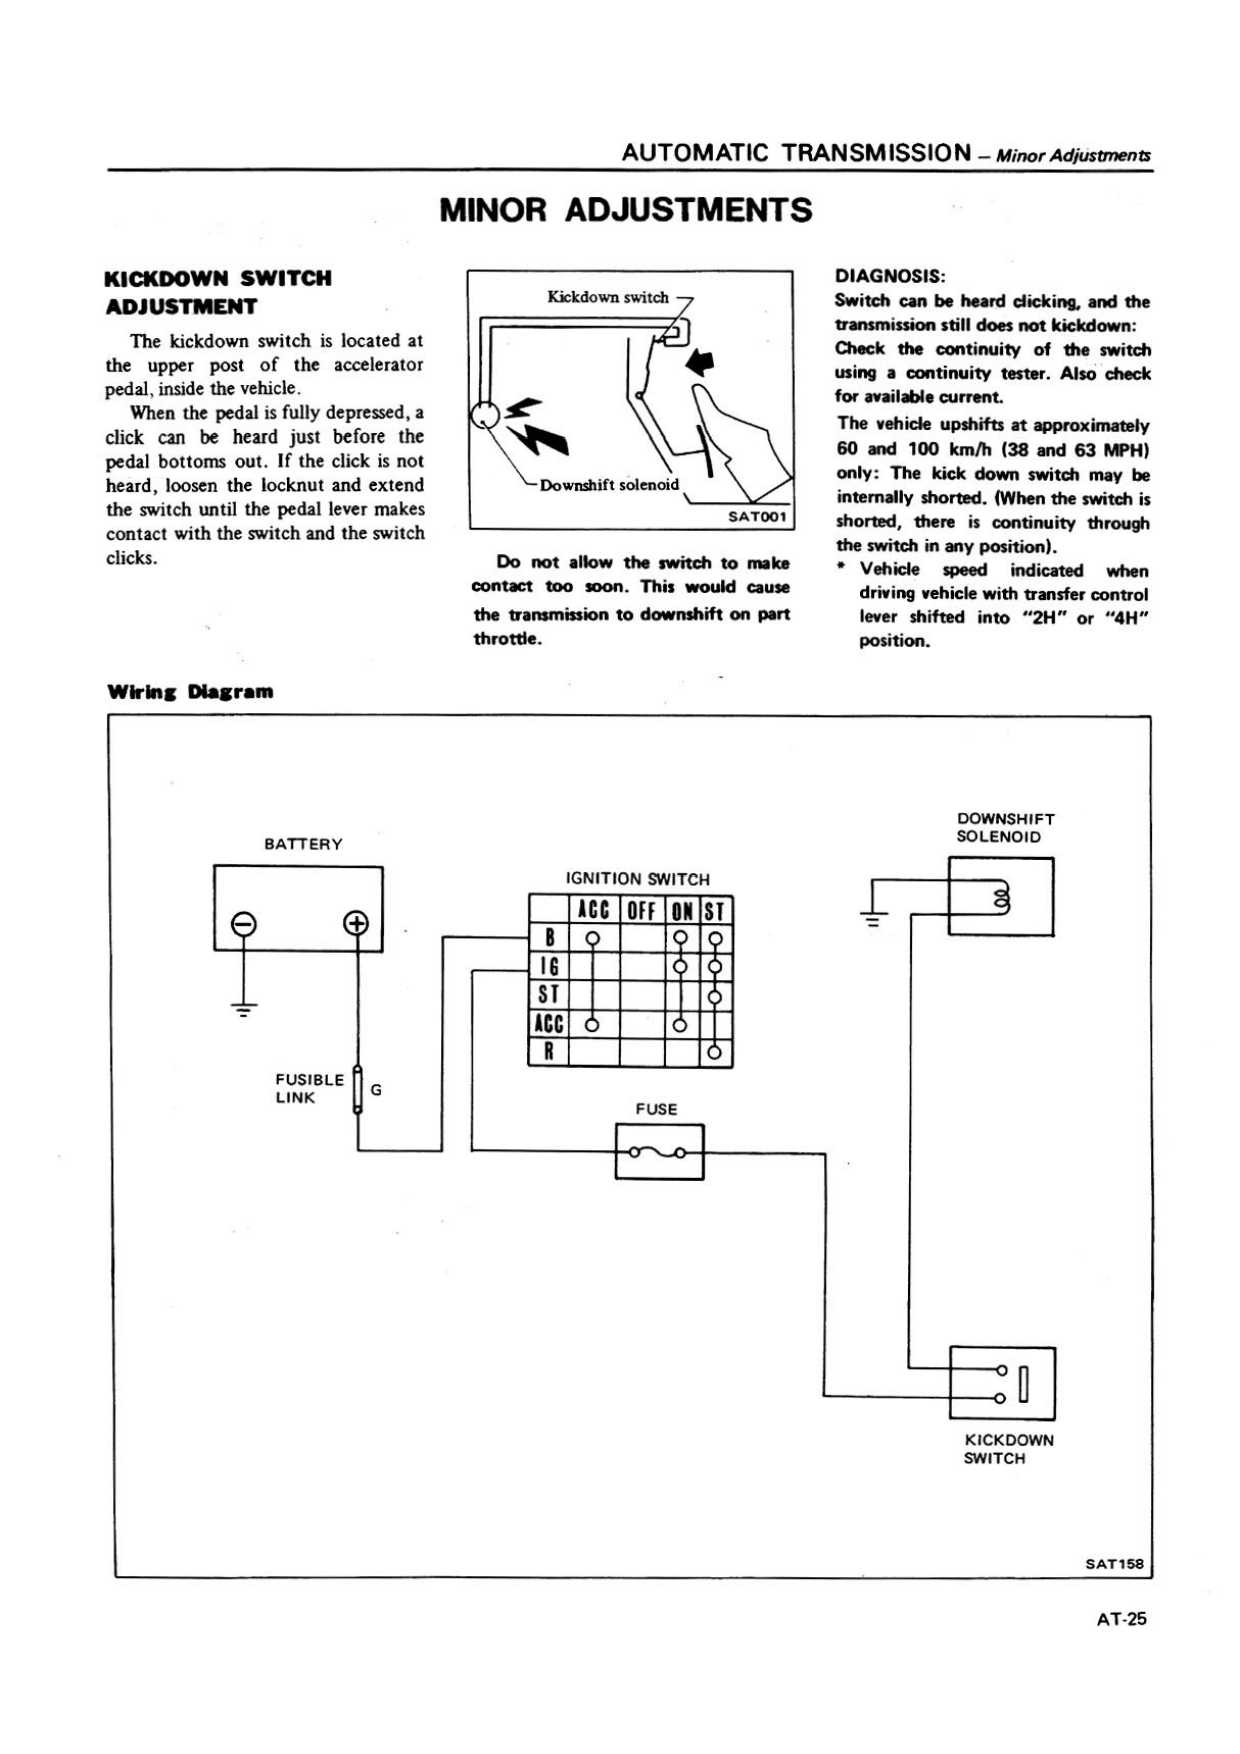 AUTOMATIC TRANSMISSION – Minor Adjustments
MINOR ADJUSTMENTS
KICKDOWN SWITCH
ADJUSTMENT
The kickdown switch is located at
the upper post of the accelerator
pedal, inside the vehicle.
When the pedal is fully depressed, a
click can be heard just before the
pedal bottoms out. If the click is not
heard, loosen the locknut and extend
the switch until the pedal lever makes
contact with the switch and the switch
clicks.
Kickdown switch
Downshift solenoid
SAT001
Do not allow the switch to make
contact too soon. This would cause
the transmission to downshift on part
throttle.
DIAGNOSIS:
Switch can be heard clicking, and the
transmission still does not kickdown:
Check the continuity of the switch
using a continuity tester. Also check
for available current.
The vehicle upshifts at approximately
60 and 100 km/h (38 and 63 MPH)
only: The kick down switch may be
internally shorted. (When the switch is
shorted, there is continuity through
the switch in any position).
* Vehicle speed indicated when
driving vehicle with transfer control
lever shifted into "2H" or "4H"
position.
Wiring Diagram
BATTERY
FUSIBLE
LINK
G
IGNITION SWITCH
ACC OFF ON ST
B
IG
ST
ACC
R
FUSE
DOWNSHIFT
SOLENOID
KICKDOWN
SWITCH
SAT158
AT-25